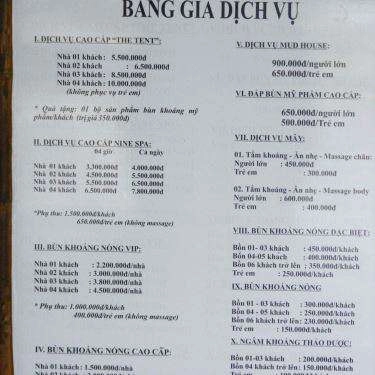 BẢNG GIÁ DỊCH VỤ
I. DỊCH VỤ CAO CẤP “THE TENT”:
Nhà 01 khách : 5.500.000đ
Nhà 02 khách : 6.500.000đ
Nhà 03 khách : 8.500.000đ
Nhà 04 khách : 10.000.000đ
(không phục vụ trẻ em)
* Quà tặng: 01 bộ sản phẩm bùn khoáng mỹ
phẩm/khách (trị giá 350.000đ)
II. DỊCH VỤ CAO CẤP NINE SPA:
04 giờ Cả ngày
Nhà 01 khách 3.300.000đ 4.000.000đ
Nhà 02 khách 4.500.000đ 5.500.000đ
Nhà 03 khách 5.500.000đ 6.500.000đ
Nhà 04 khách 6.500.000đ 7.800.000đ
*Phụ thu: 1.500.000đ/khách
650.000đ/trẻ em (không massage)
III. BÙN KHOÁNG NÓNG VIP:
Nhà 01 khách : 2.200.000đ/nhà
Nhà 02 khách : 3.000.000đ/nhà
Nhà 03 khách : 3.800.000đ/nhà
Nhà 04 khách : 4.500.000đ/nhà
* Phụ thu: 1.000.000đ/khách
400.000đ/trẻ em (không massage)
IV. BÙN KHOÁNG NÓNG CAO CẤP:
Nhà 01 khách: 1.500.000đ/nhà
V. DỊCH VỤ MUD HOUSE:
900.000đ/người lớn
650.000đ/trẻ em
VI. ĐẮP BÙN MỸ PHẨM CAO CẤP:
650.000đ/người lớn
500.000đ/Trẻ em
VII. DỊCH VỤ MÂY:
01. Tắm khoáng - Ăn nhẹ - Massage chân:
Người lớn : 450.000đ
Trẻ em : 300.000đ
02. Tắm khoáng - Ăn nhẹ - Massage body
Người lớn : 600.000đ
Trẻ em : 400.000đ
VIII. BÙN KHOÁNG NÓNG ĐẶC BIỆT:
Bồn 01- 03 khách : 450.000đ/khách
Bồn 04-05 khách : 400.000đ/khách
Bồn 06 khách trở lên : 350.000đ/khách
Trẻ em : 250.000đ/khách
IX. BÙN KHOÁNG NÓNG
Bồn 01 - 03 khách : 300.000đ/khách
Bồn 04 - 05 khách : 250.000đ/khách
Bồn 06 khách trở lên: 230.000đ/khách
Trẻ em : 150.000đ/khách
X. NGÂM KHOÁNG THẢO DƯỢC:
Bồn 01-03 khách : 200.000đ/khách
Bồn 04 khách trở lên : 150.000đ/khách